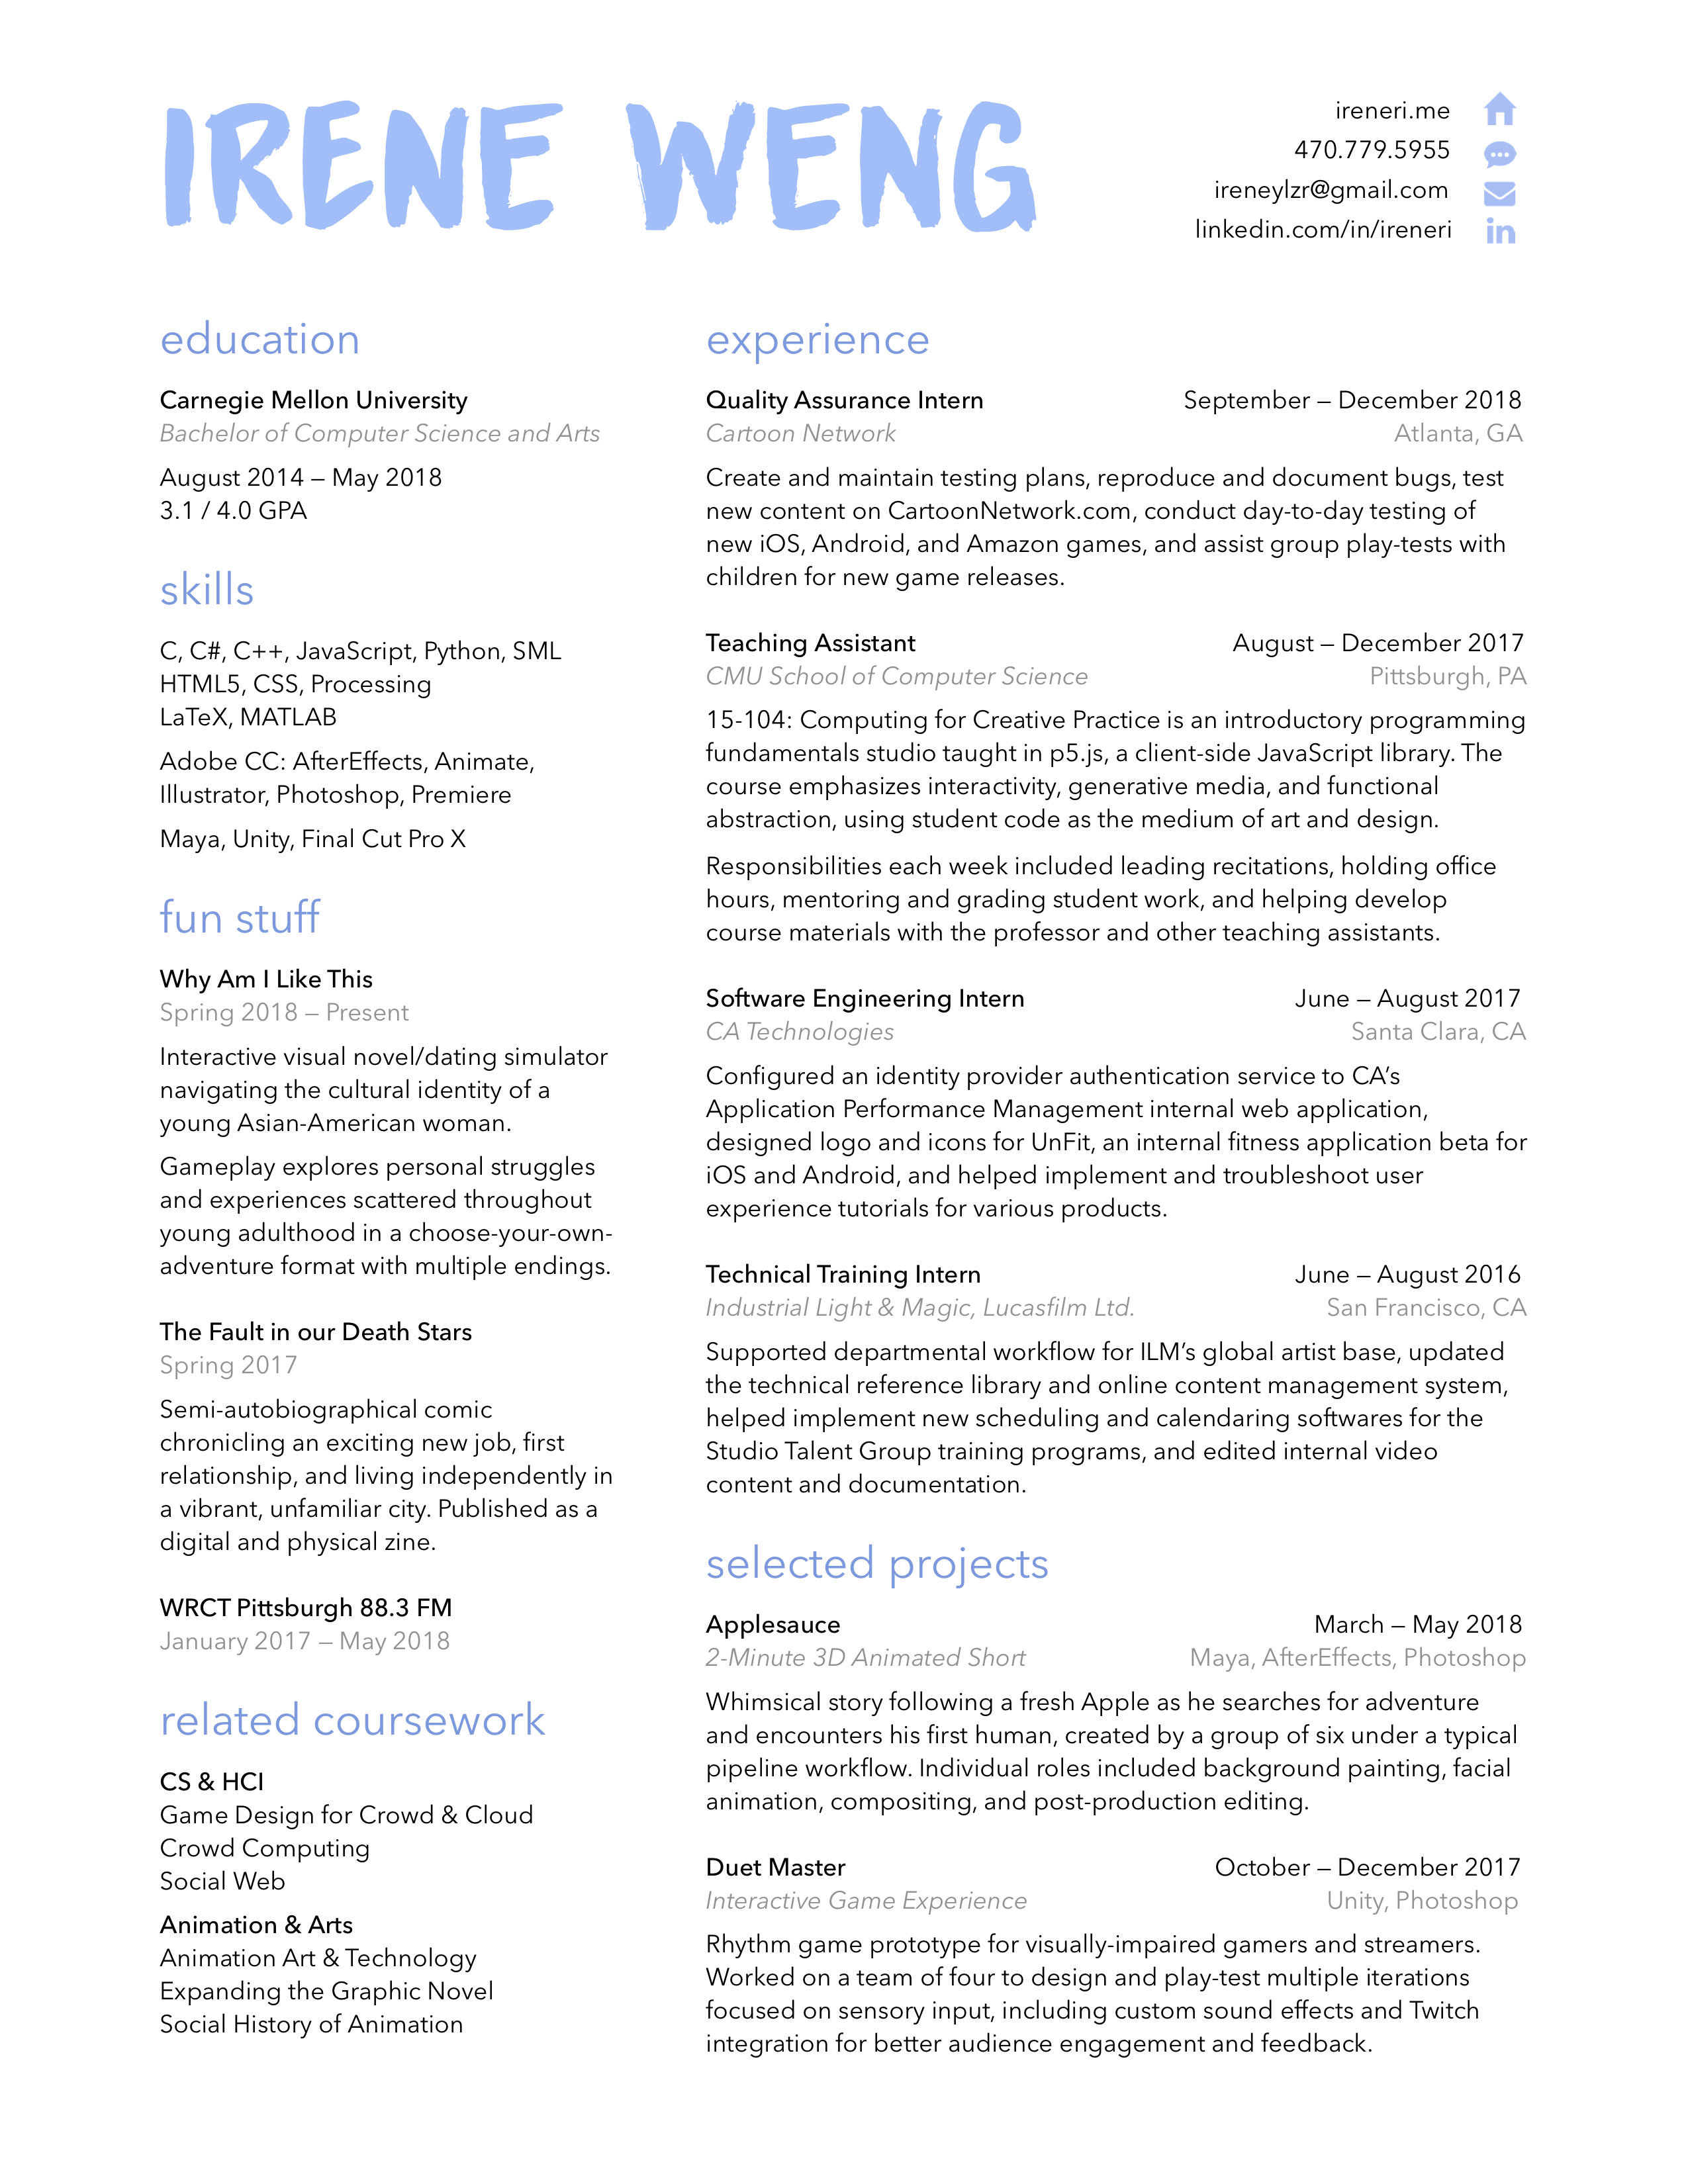 IRENE WENG
ireneri.me
470.779.5955
ireneylzr@gmail.com
linkedin.com/in/ireneri
education
Carnegie Mellon University
Bachelor of Computer Science and Arts
August 2014 – May 2018
3.1 / 4.0 GPA
skills
C, C#, C++, JavaScript, Python, SML
HTML5, CSS, Processing
LaTeX, MATLAB
Adobe CC: AfterEffects, Animate,
Illustrator, Photoshop, Premiere
Maya, Unity, Final Cut Pro X
fun stuff
Why Am I Like This
Spring 2018 – Present
Interactive visual novel/dating simulator
navigating the cultural identity of a
young Asian-American woman.
Gameplay explores personal struggles
and experiences scattered throughout
young adulthood in a choose-your-own-
adventure format with multiple endings.
The Fault in our Death Stars
Spring 2017
Semi-autobiographical comic
chronicling an exciting new job, first
relationship, and living independently in
a vibrant, unfamiliar city. Published as a
digital and physical zine.
WRCT Pittsburgh 88.3 FM
January 2017 – May 2018
related coursework
CS & HCI
Game Design for Crowd & Cloud
Crowd Computing
Social Web
Animation & Arts
Animation Art & Technology
Expanding the Graphic Novel
Social History of Animation
experience
Quality Assurance Intern September – December 2018
Cartoon Network Atlanta, GA
Create and maintain testing plans, reproduce and document bugs, test
new content on CartoonNetwork.com, conduct day-to-day testing of
new iOS, Android, and Amazon games, and assist group play-tests with
children for new game releases.
Teaching Assistant August – December 2017
CMU School of Computer Science Pittsburgh, PA
15-104: Computing for Creative Practice is an introductory programming
fundamentals studio taught in p5.js, a client-side JavaScript library. The
course emphasizes interactivity, generative media, and functional
abstraction, using student code as the medium of art and design.
Responsibilities each week included leading recitations, holding office
hours, mentoring and grading student work, and helping develop
course materials with the professor and other teaching assistants.
Software Engineering Intern June – August 2017
CA Technologies Santa Clara, CA
Configured an identity provider authentication service to CA’s
Application Performance Management internal web application,
designed logo and icons for UnFit, an internal fitness application beta for
iOS and Android, and helped implement and troubleshoot user
experience tutorials for various products.
Technical Training Intern June – August 2016
Industrial Light & Magic, Lucasfilm Ltd. San Francisco, CA
Supported departmental workflow for ILM’s global artist base, updated
the technical reference library and online content management system,
helped implement new scheduling and calendaring softwares for the
Studio Talent Group training programs, and edited internal video
content and documentation.
selected projects
Applesauce March – May 2018
2-Minute 3D Animated Short Maya, AfterEffects, Photoshop
Whimsical story following a fresh Apple as he searches for adventure
and encounters his first human, created by a group of six under a typical
pipeline workflow. Individual roles included background painting, facial
animation, compositing, and post-production editing.
Duet Master October – December 2017
Interactive Game Experience Unity, Photoshop
Rhythm game prototype for visually-impaired gamers and streamers.
Worked on a team of four to design and play-test multiple iterations
focused on sensory input, including custom sound effects and Twitch
integration for better audience engagement and feedback.